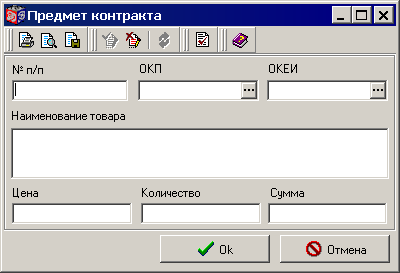 Предмет контракта
№ п/п ОКП ОКЕИ
Наименование товара
Цена Количество Сумма
Ok Отмена